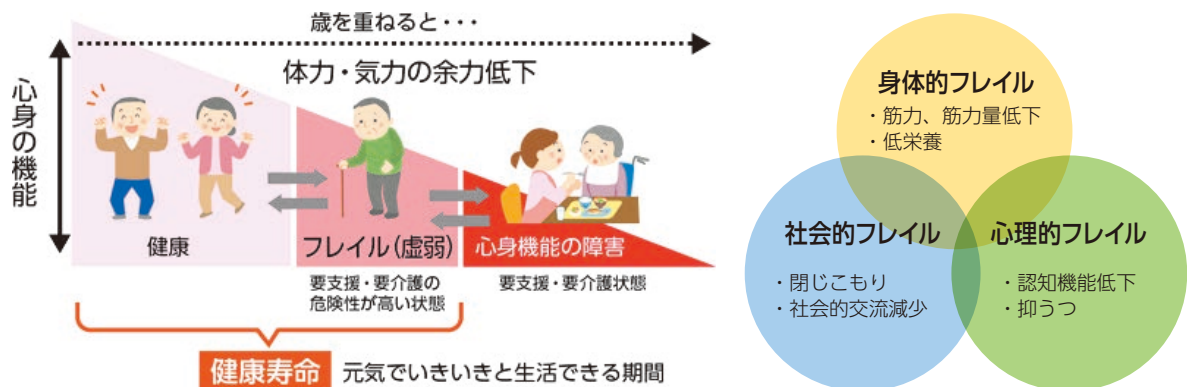 歳を重ねると・・・
体力・気力の余力低下
心身の機能
健康
フレイル（虚弱）
心身機能の障害
要支援・要介護の
危険性が高い状態
要支援・要介護状態
健康寿命 元気でいきいきと生活できる期間
身体的フレイル
・筋力、筋力量低下
・低栄養
社会的フレイル
・閉じこもり
・社会的交流減少
心理的フレイル
・認知機能低下
・抑うつ